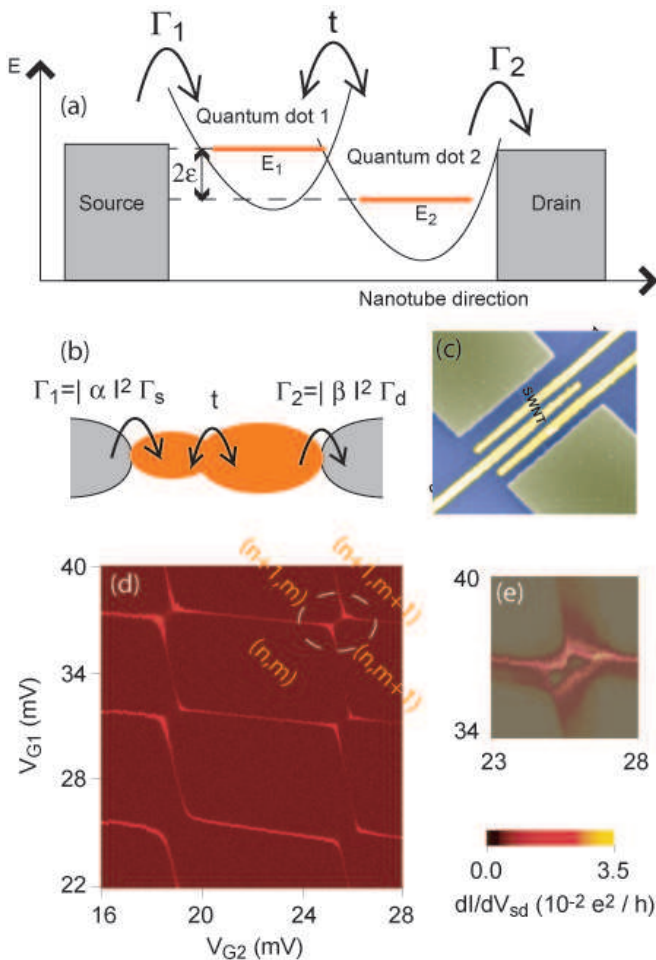 Γ1 t Γ2
E
(a)
Quantum dot 1
E1
Quantum dot 2
2ε
Source
E2
Drain
Nanotube direction
(b)
Γ1=| α |² Γs t Γ2=| β |² Γd
(c)
SWNT
(d)
(n+1,m) (n+1,m+1)
(n,m) (n,m+1)
40
36
34
28
22
VG1 (mV)
16 20 24 28
VG2 (mV)
(e)
40
34
23 28
0.0 3.5
dI/dVsd (10⁻² e² / h)